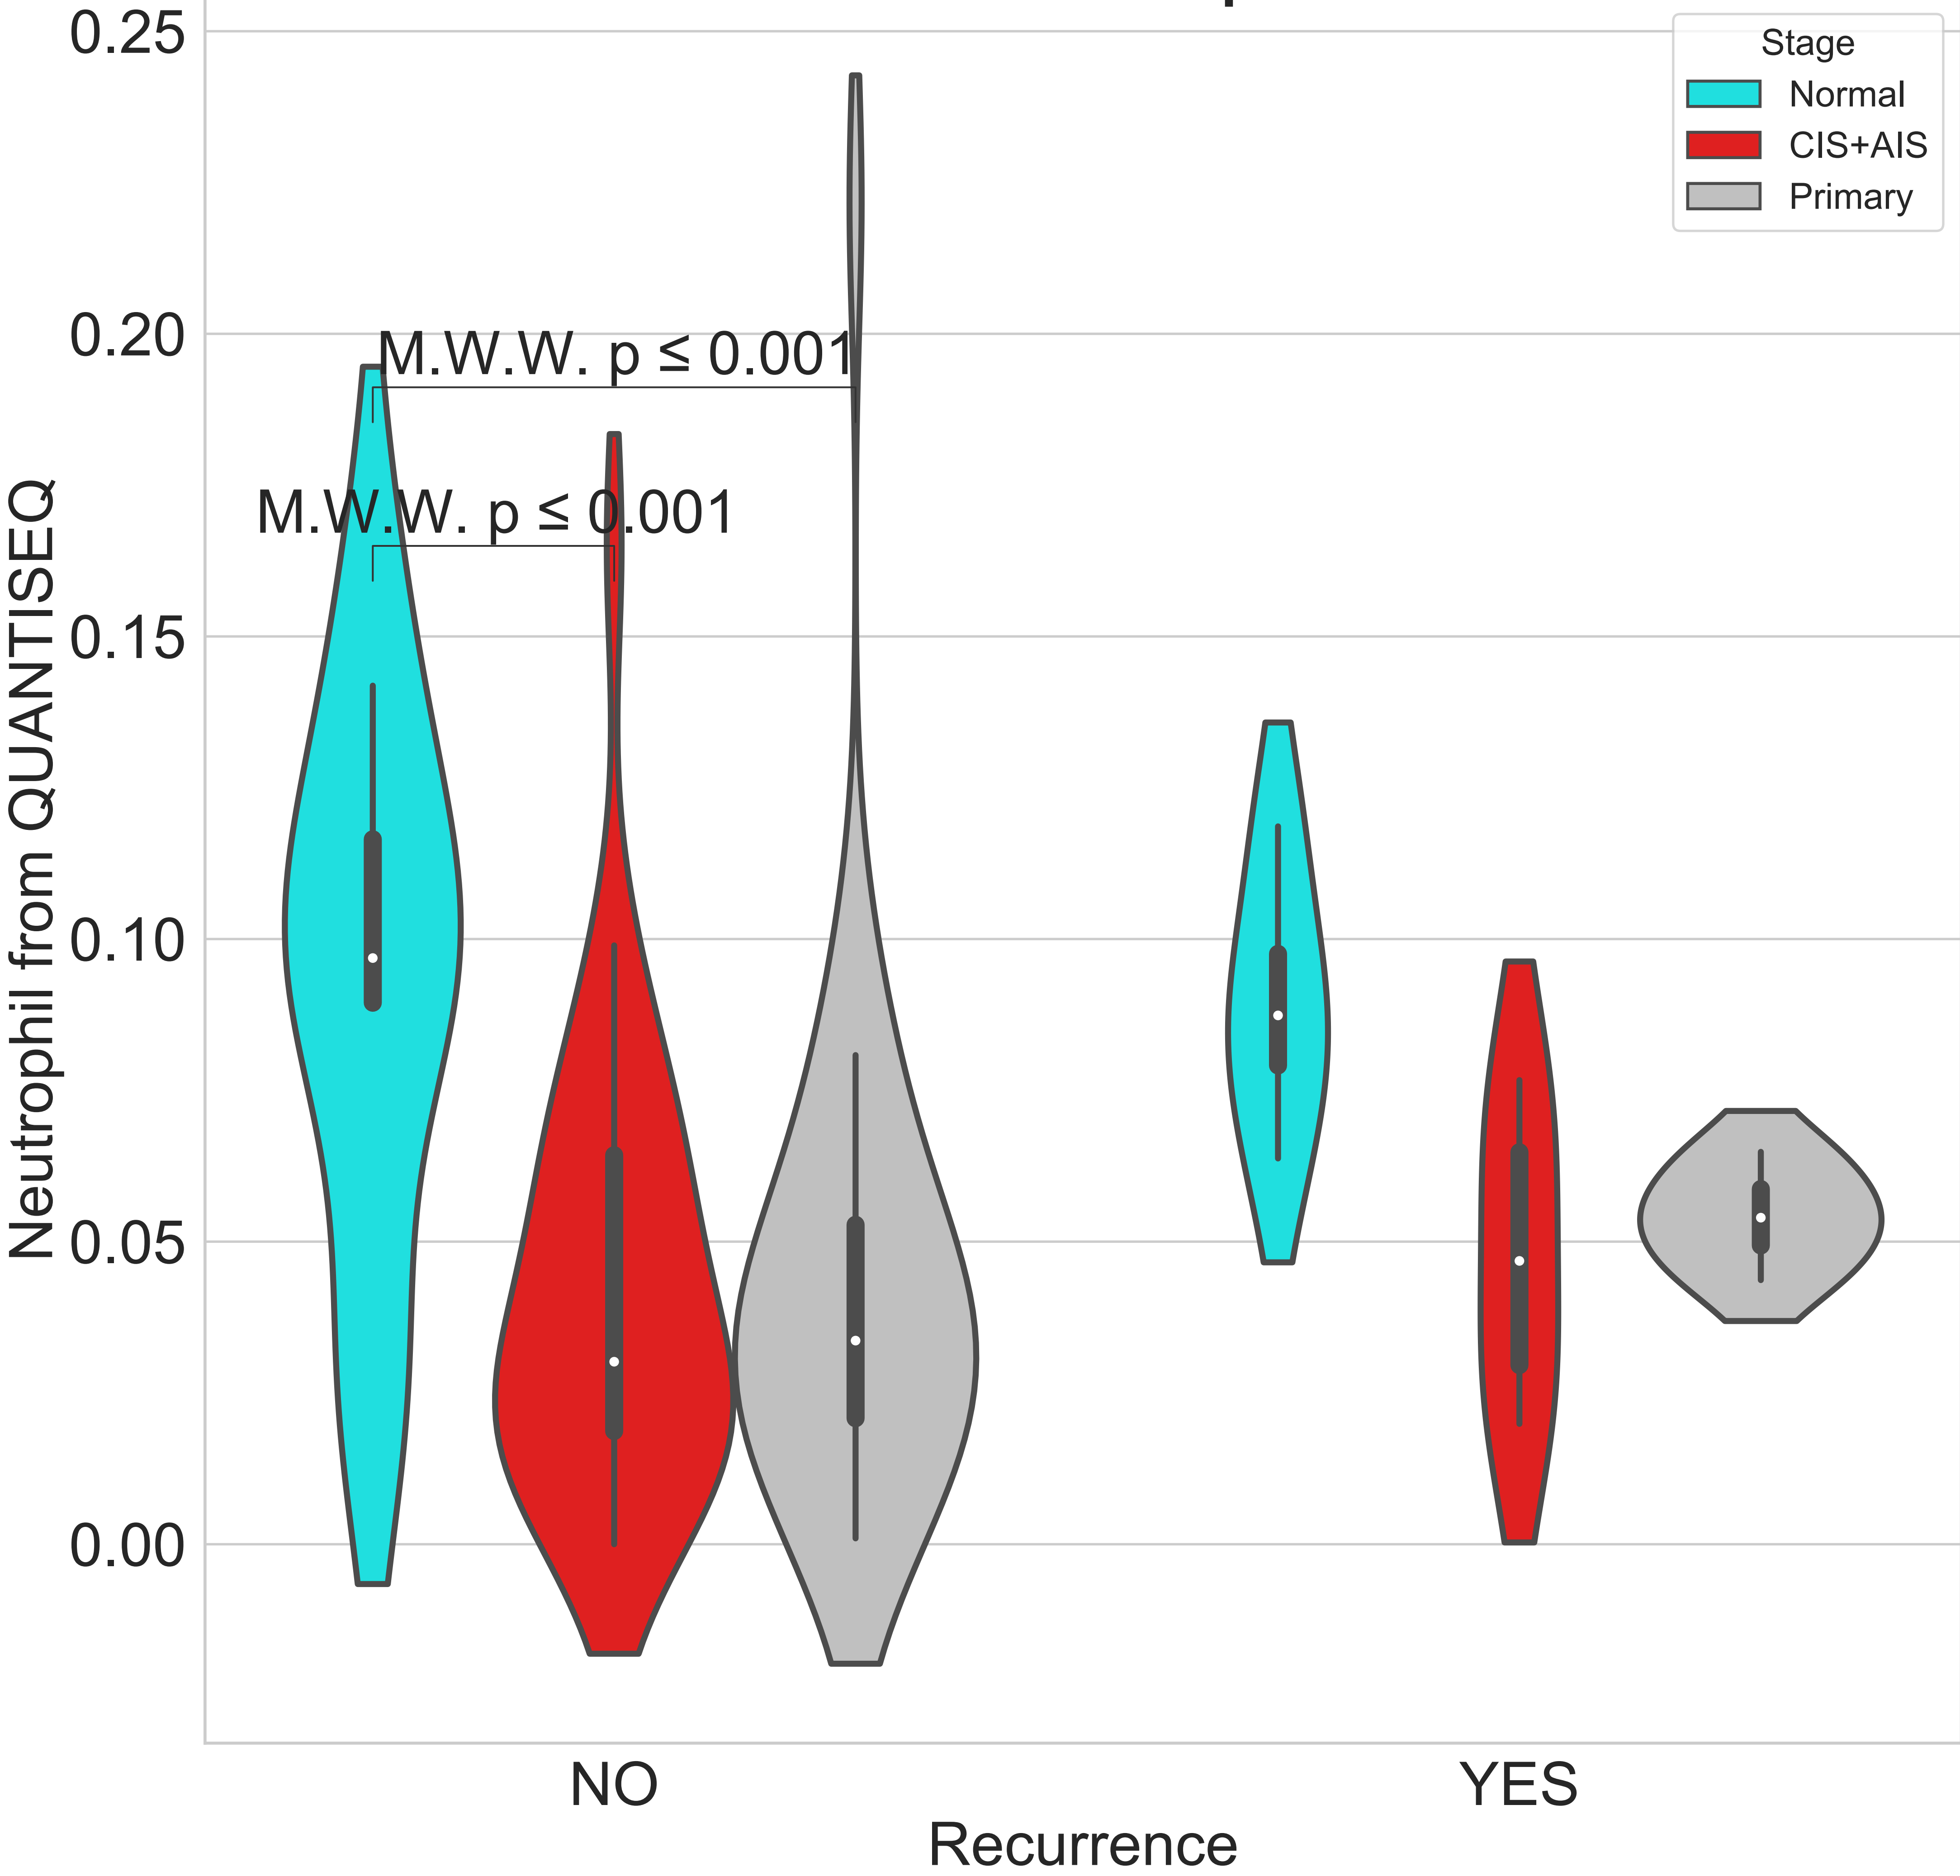 0.25
0.20
0.15
0.10
0.05
0.00
Neutrophil from QUANTISEQ
Stage
Normal
CIS+AIS
Primary
M.W.W. p ≤ 0.001
M.W.W. p ≤ 0.001
NO
YES
Recurrence